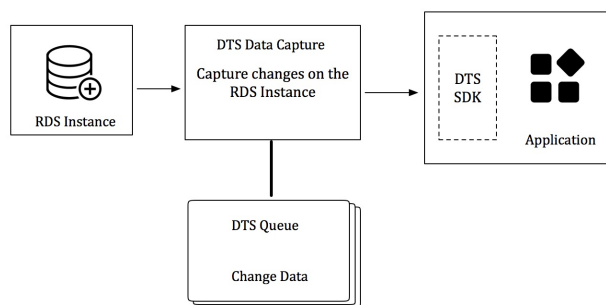 RDS Instance
DTS Data Capture
Capture changes on the
RDS Instance
DTS
SDK
Application
DTS Queue
Change Data